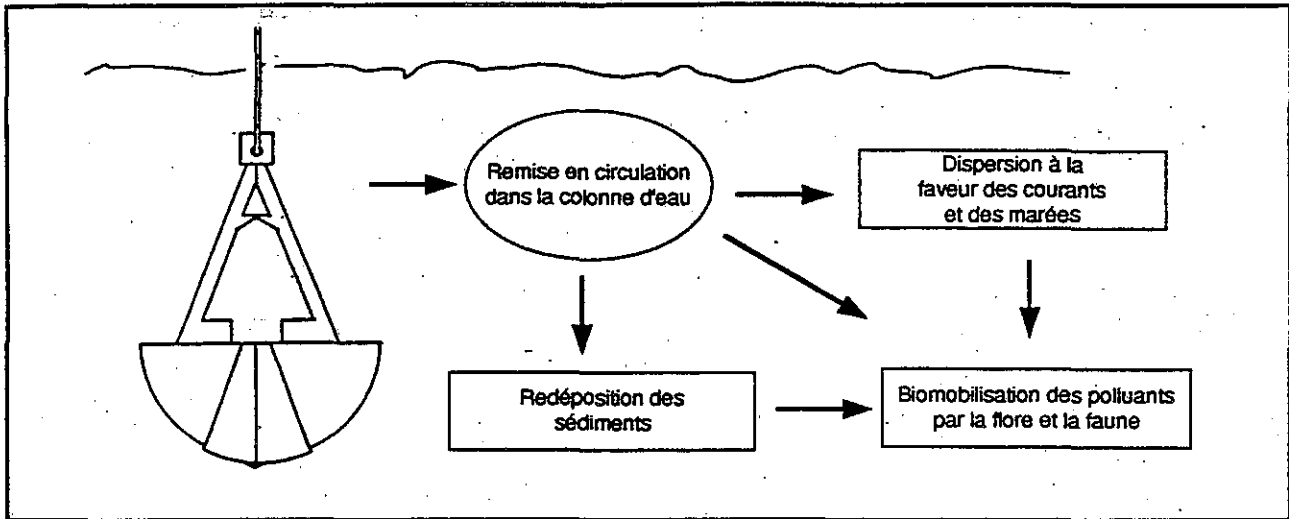 Remise en circulation
dans la colonne d'eau
Dispersion à la
faveur des courants
et des marées
Redéposition des
sédiments
Biomobilisation des polluants
par la flore et la faune